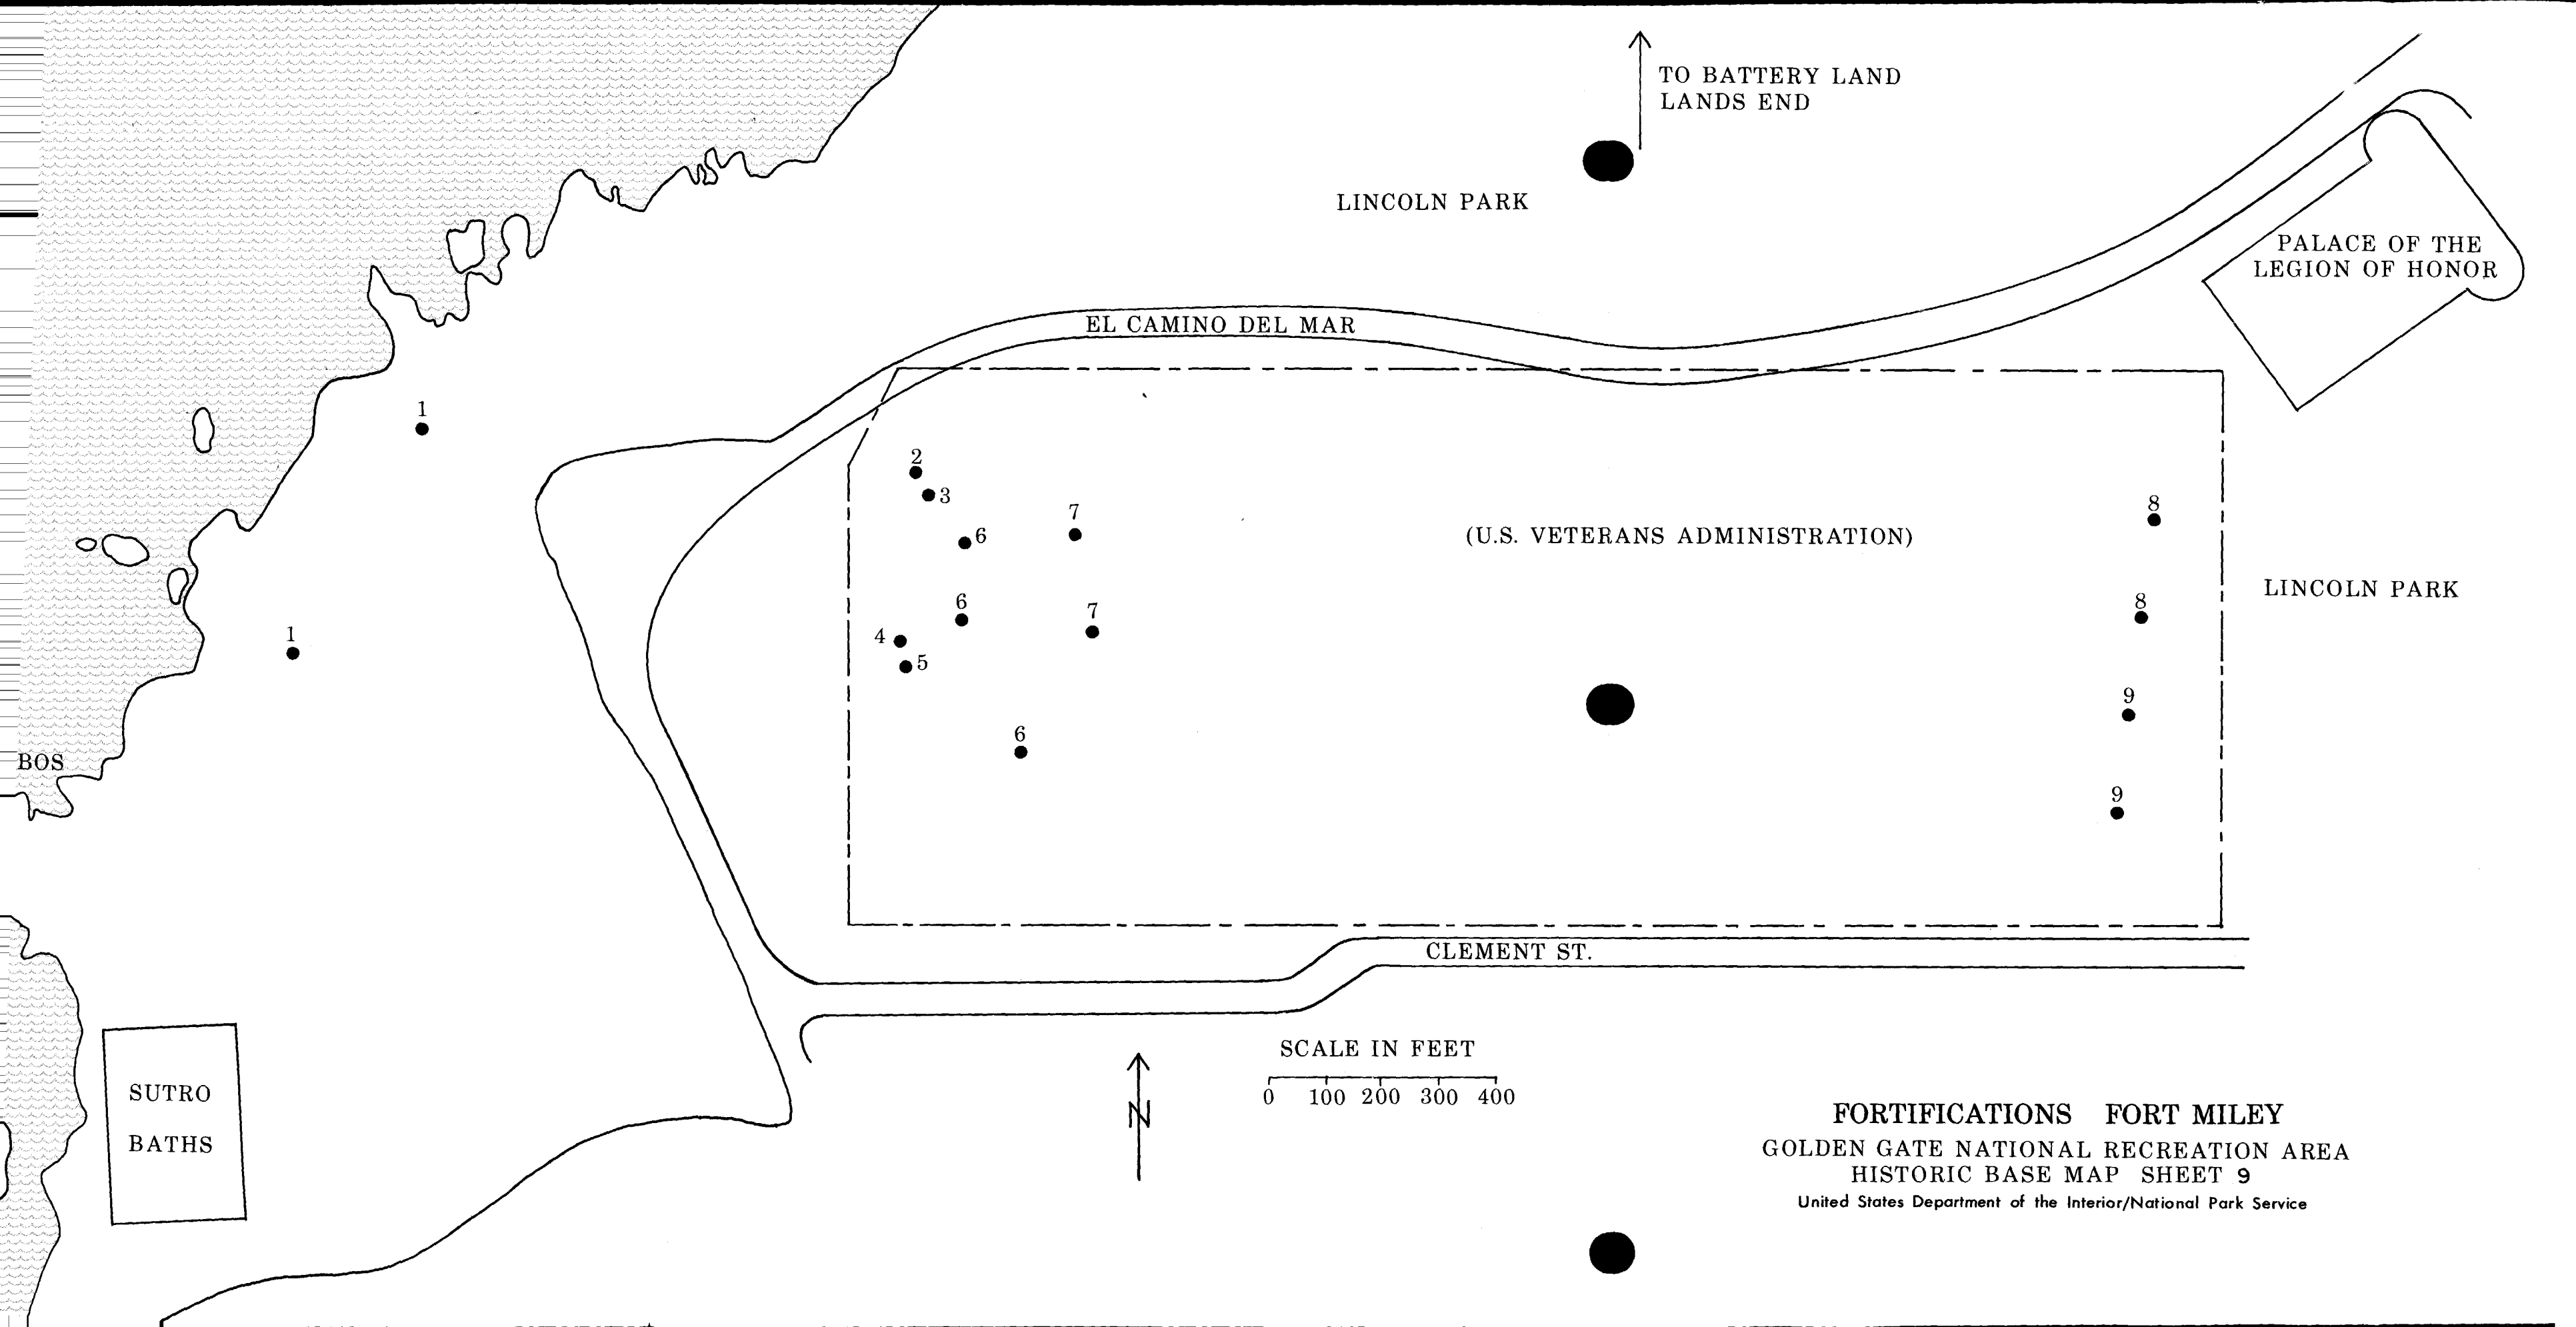 TO BATTERY LAND
LANDS END
LINCOLN PARK
PALACE OF THE
LEGION OF HONOR
EL CAMINO DEL MAR
1
2
3
7
6
(U.S. VETERANS ADMINISTRATION)
8
LINCOLN PARK
6
7
8
1
4
5
9
6
BOS
9
CLEMENT ST.
SCALE IN FEET
0 100 200 300 400
N
SUTRO
BATHS
FORTIFICATIONS FORT MILEY
GOLDEN GATE NATIONAL RECREATION AREA
HISTORIC BASE MAP SHEET 9
United States Department of the Interior/National Park Service